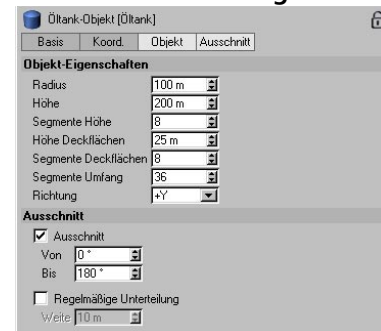 Öltank-Objekt [Öltank]
Basis Koord. Objekt Ausschnitt
Objekt-Eigenschaften
Radius 100 m
Höhe 200 m
Segmente Höhe 8
Höhe Deckflächen 25 m
Segmente Deckflächen 8
Segmente Umfang 36
Richtung +Y
Ausschnitt
Ausschnitt
Von 0 °
Bis 180 °
Regelmäßige Unterteilung
Weite 10 m